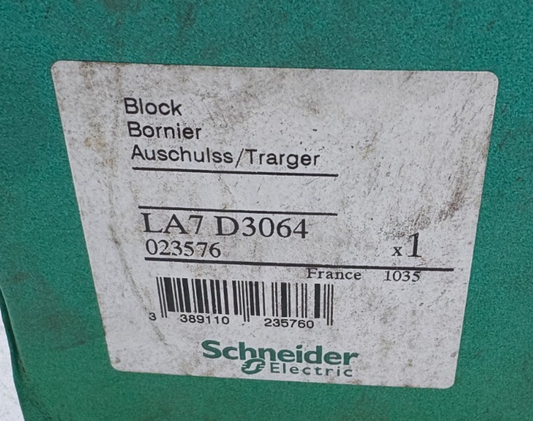 Block
Bornier
Auschulss/Trarger
LA7 D3064
023576
x1
France 1035
3 389110 235760
Schneider
Electric